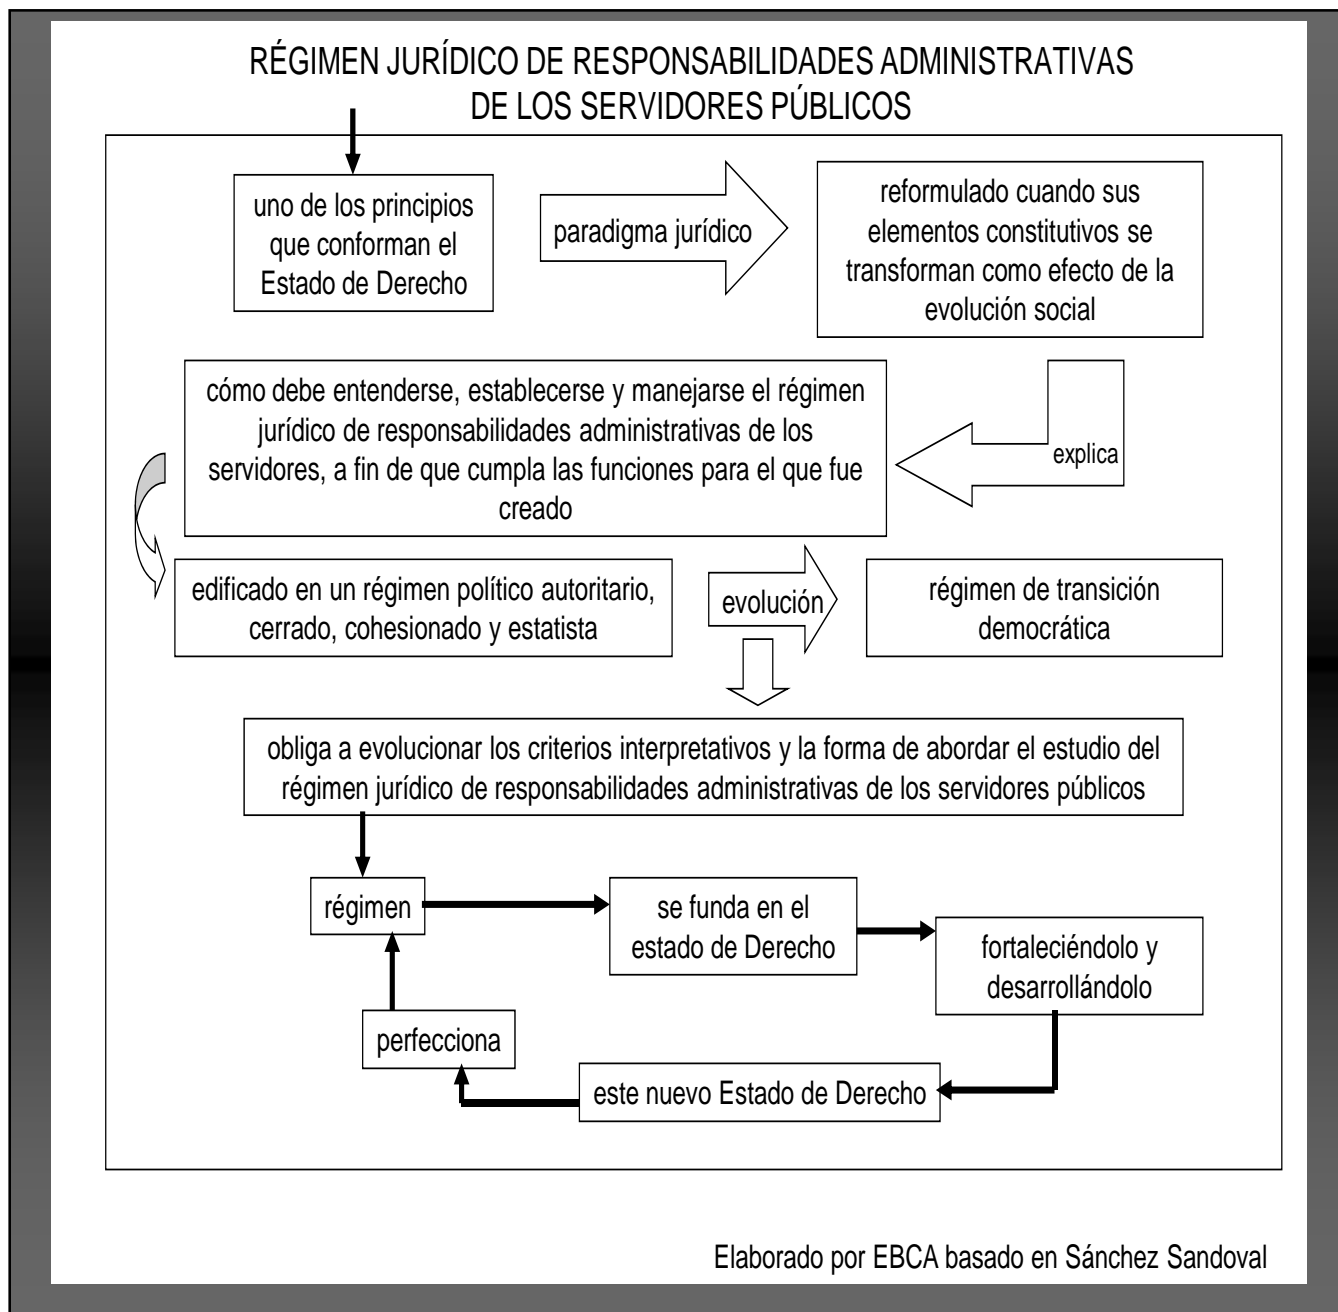 RÉGIMEN JURÍDICO DE RESPONSABILIDADES ADMINISTRATIVAS
DE LOS SERVIDORES PÚBLICOS
uno de los principios
que conforman el
Estado de Derecho
paradigma jurídico
reformulado cuando sus
elementos constitutivos se
transforman como efecto de la
evolución social
explica
cómo debe entenderse, establecerse y manejarse el régimen
jurídico de responsabilidades administrativas de los
servidores, a fin de que cumpla las funciones para el que fue
creado
edificado en un régimen político autoritario,
cerrado, cohesionado y estatista
evolución
régimen de transición
democrática
obliga a evolucionar los criterios interpretativos y la forma de abordar el estudio del
régimen jurídico de responsabilidades administrativas de los servidores públicos
régimen
se funda en el
estado de Derecho
fortaleciéndolo y
desarrollándolo
este nuevo Estado de Derecho
perfecciona
Elaborado por EBCA basado en Sánchez Sandoval